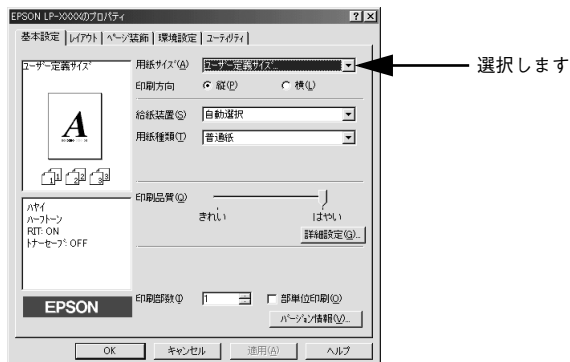 EPSON LP-XXXXのプロパティ
基本設定 レイアウト ページ装飾 環境設定 ユーティリティ
ユーザー定義サイズ
用紙サイズ(A) ユーザー定義サイズ...
選択します
印刷方向 縦(P) 横(L)
給紙装置(S) 自動選択
用紙種類(T) 普通紙
A
1 1 2 2 3 3
印刷品質(Q)
きれい はやい
詳細設定(G)...
ハヤイ
ハーフトーン
RIT: ON
トナーセーブ: OFF
EPSON
印刷部数(I) 1 部単位印刷(O)
バージョン情報(V)...
OK キャンセル 適用(A) ヘルプ